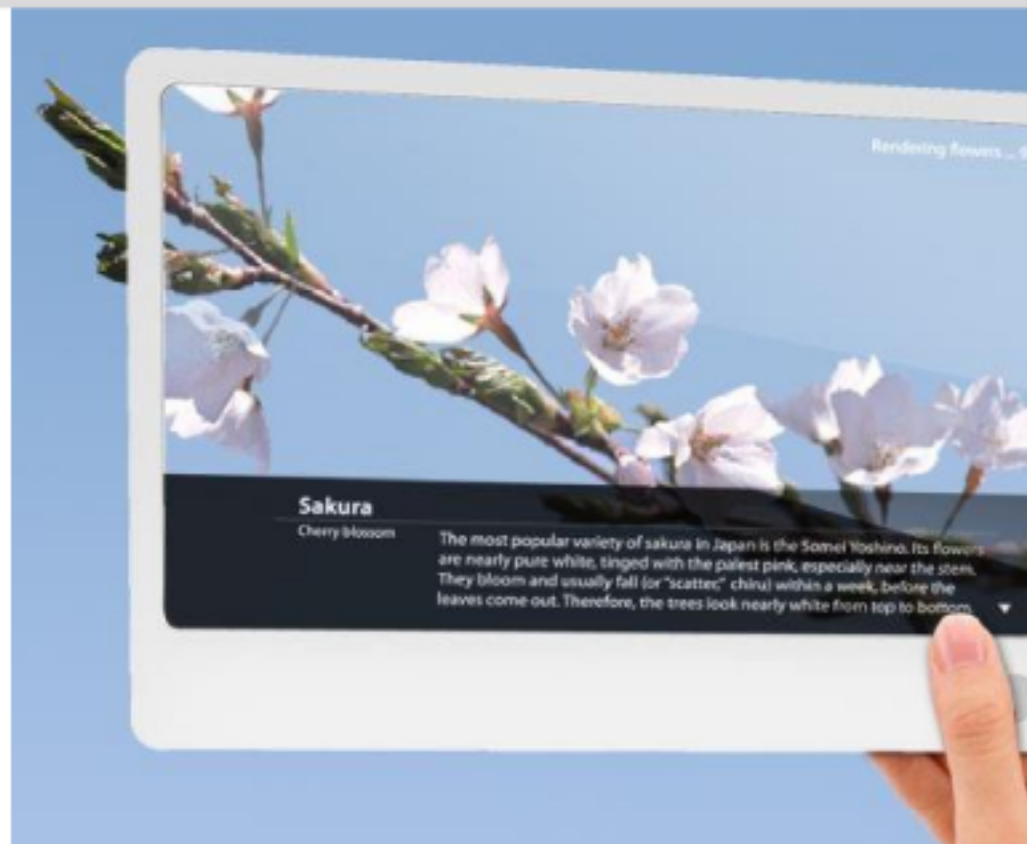 Rendering flowers ...
Sakura
Cherry blossom
The most popular variety of sakura in Japan is the Somei Yoshino. Its flowers
are nearly pure white, tinged with the palest pink, especially near the stem.
They bloom and usually fall (or "scatter," chiru) within a week, before the
leaves come out. Therefore, the trees look nearly white from top to bottom.